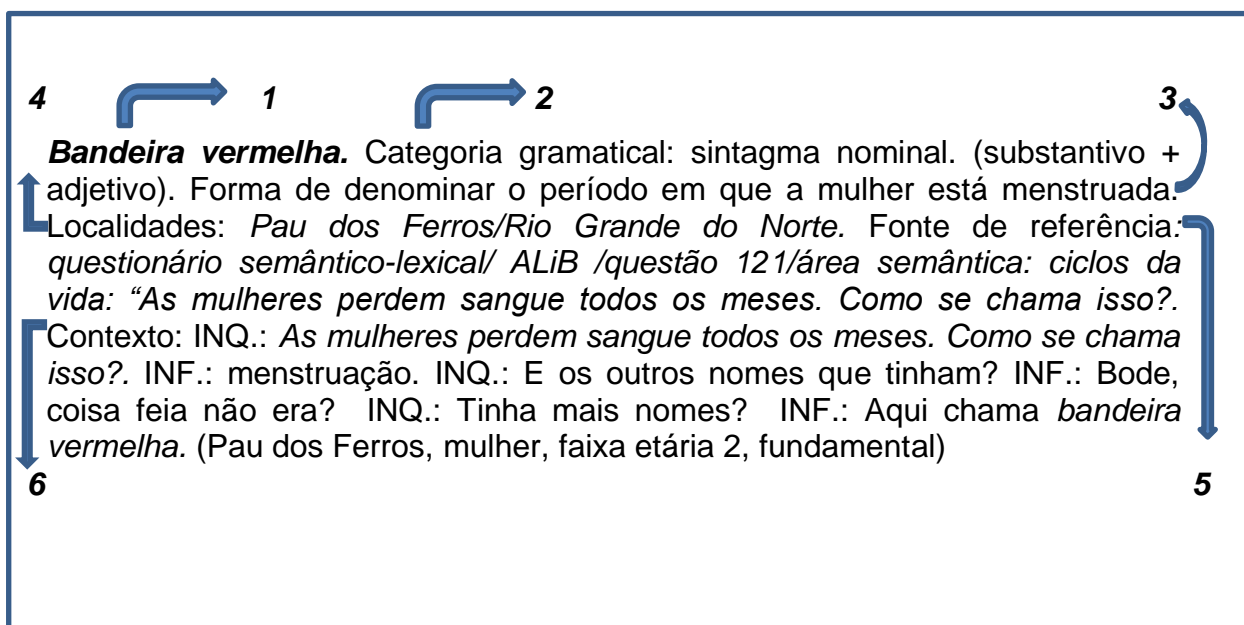 4 1 2 3
Bandeira vermelha. Categoria gramatical: sintagma nominal. (substantivo +
adjetivo). Forma de denominar o período em que a mulher está menstruada.
Localidades: Pau dos Ferros/Rio Grande do Norte. Fonte de referência:
questionário semântico-lexical/ ALiB /questão 121/área semântica: ciclos da
vida: “As mulheres perdem sangue todos os meses. Como se chama isso?.
Contexto: INQ.: As mulheres perdem sangue todos os meses. Como se chama
isso?. INF.: menstruação. INQ.: E os outros nomes que tinham? INF.: Bode,
coisa feia não era? INQ.: Tinha mais nomes? INF.: Aqui chama bandeira
vermelha. (Pau dos Ferros, mulher, faixa etária 2, fundamental)
6 5